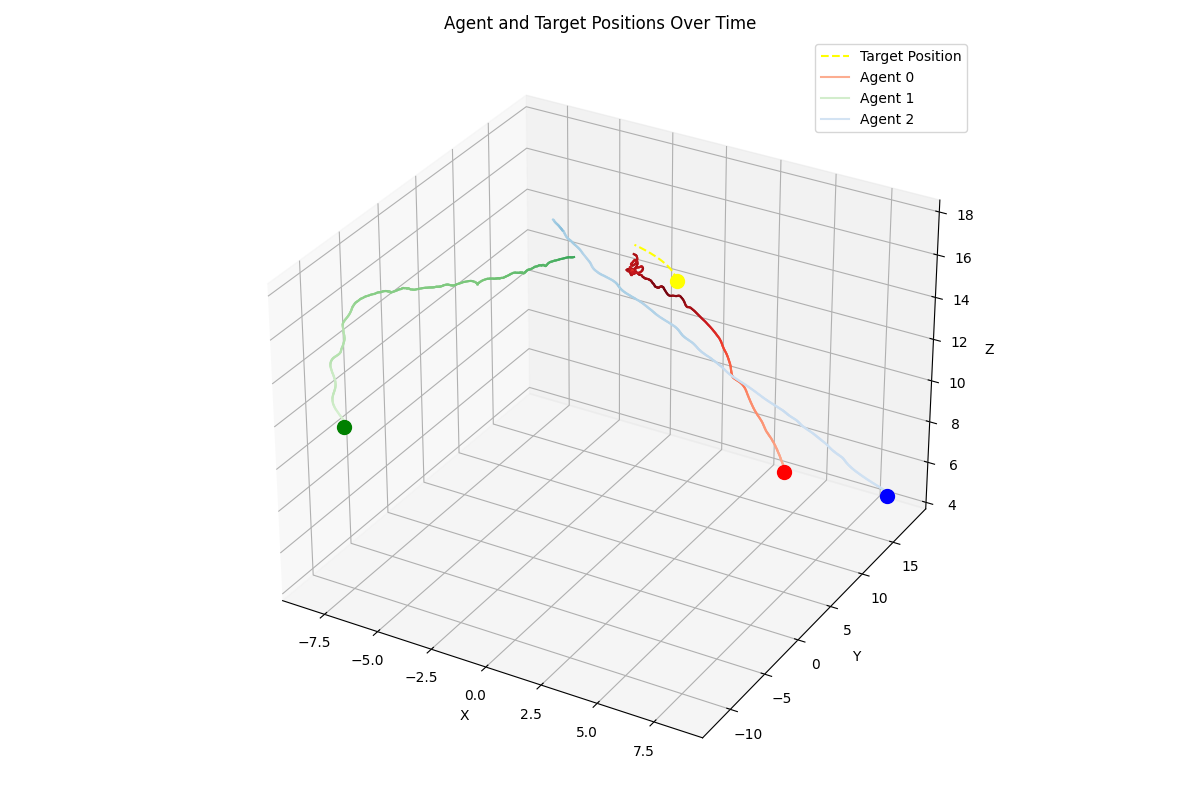 Agent and Target Positions Over Time
Target Position
Agent 0
Agent 1
Agent 2
18
16
14
12
10
8
6
4
Z
15
10
5
0
−5
−10
Y
−7.5
−5.0
−2.5
0.0
2.5
5.0
7.5
X